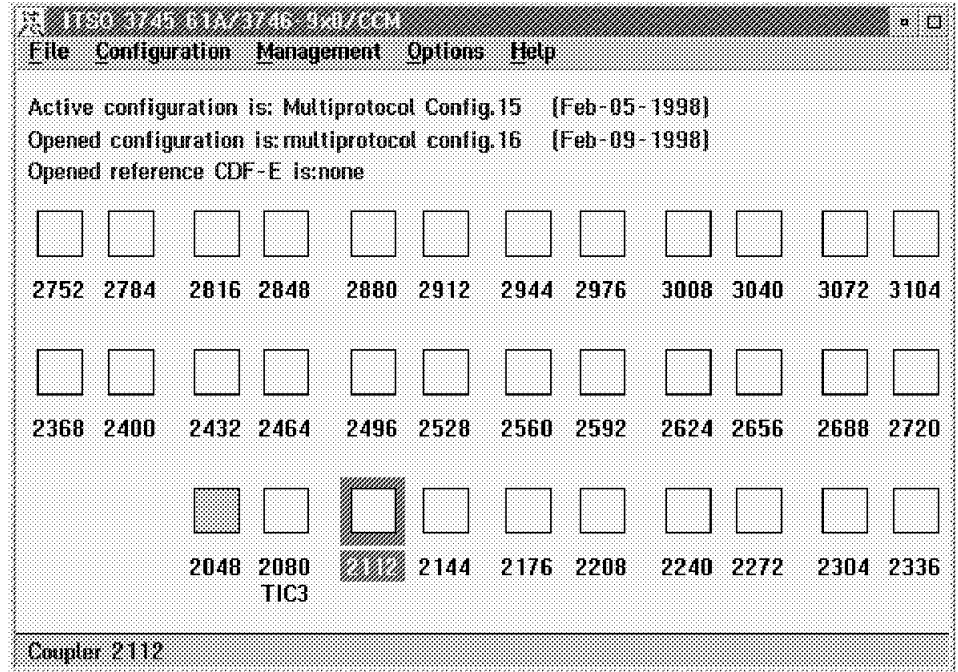 ITSO 3745 61A/3746-9x0/CCM
File Configuration Management Options Help
Active configuration is: Multiprotocol Config.15 (Feb-05-1998)
Opened configuration is:multiprotocol config.16 (Feb-09-1998)
Opened reference CDF-E is:none
2752 2784 2816 2848 2880 2912 2944 2976 3008 3040 3072 3104
2368 2400 2432 2464 2496 2528 2560 2592 2624 2656 2688 2720
2048 2080 2112 2144 2176 2208 2240 2272 2304 2336
TIC3
Coupler 2112